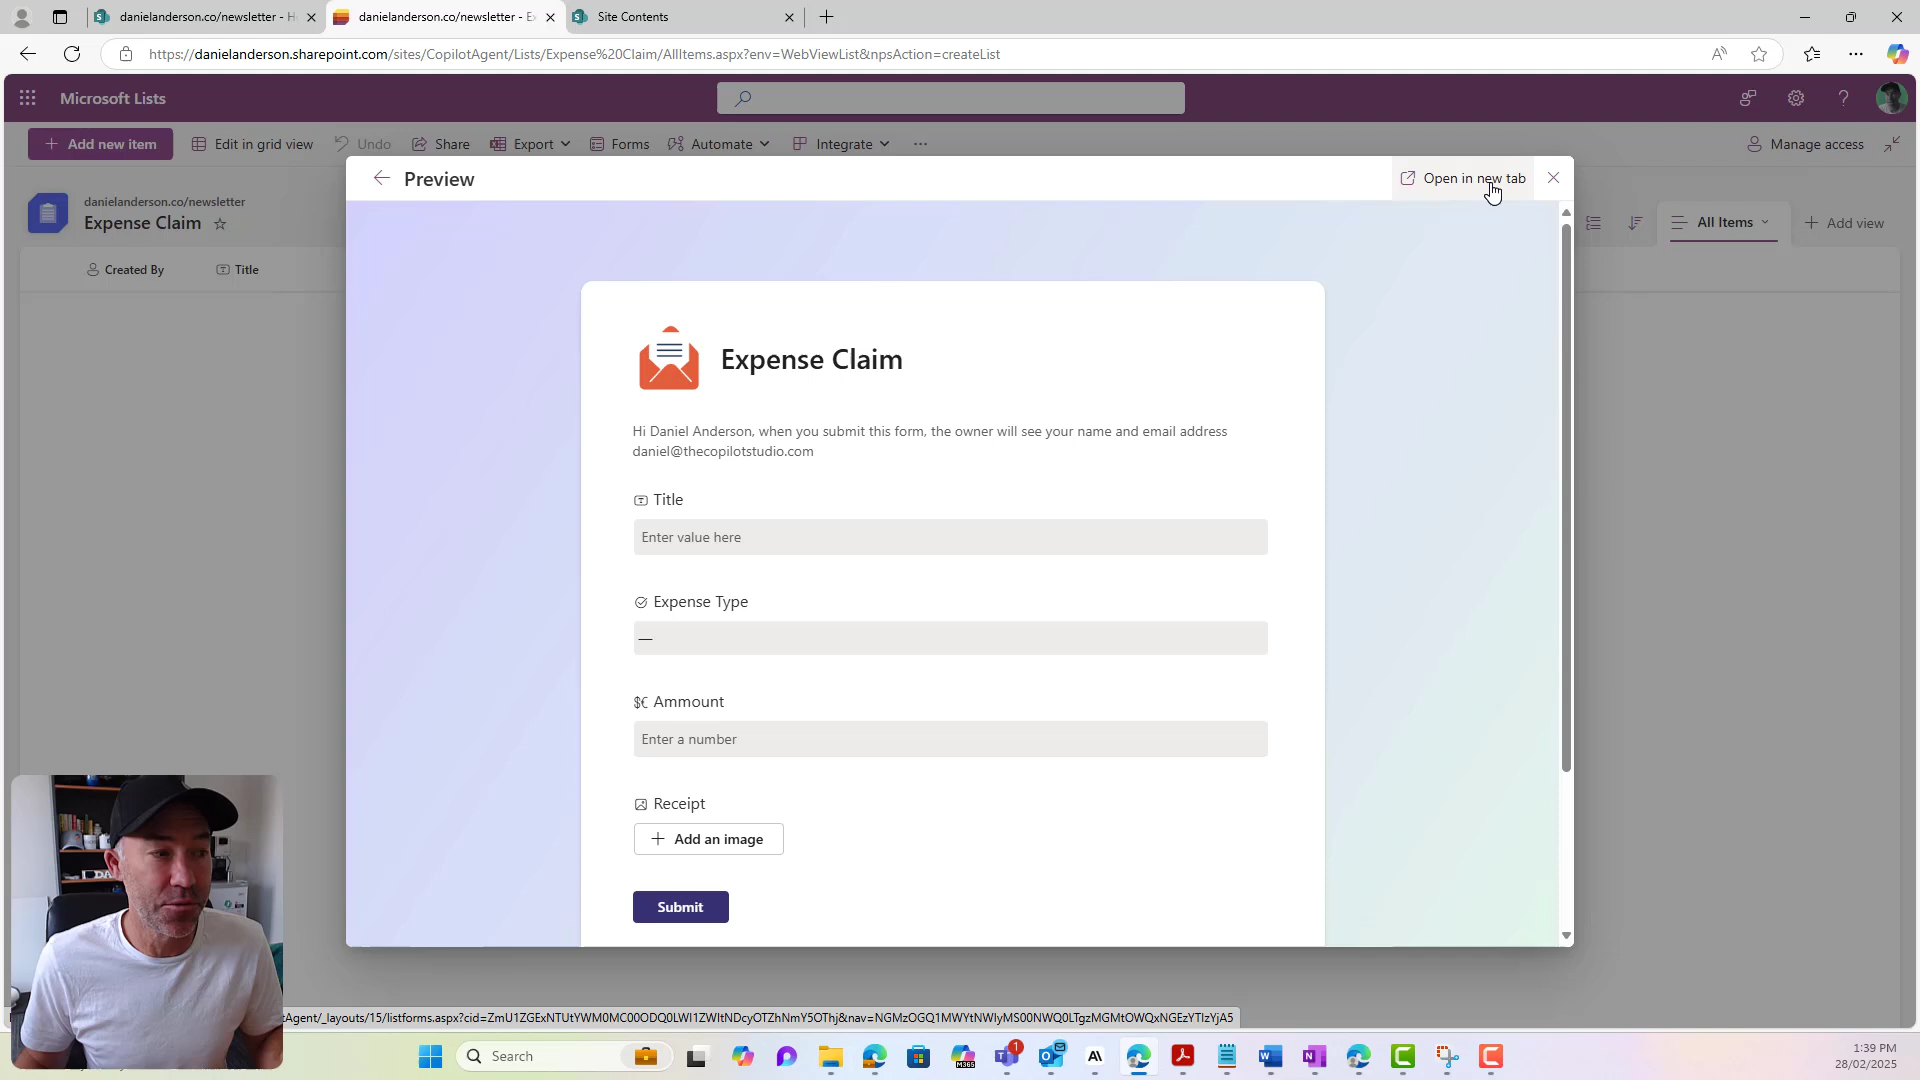 danielanderson.co/newsletter - H
danielanderson.co/newsletter - Ex
Site Contents
https://danielanderson.sharepoint.com/sites/CopilotAgent/Lists/Expense%20Claim/AllItems.aspx?env=WebViewList&npsAction=createList
Microsoft Lists
Add new item
Edit in grid view
Undo
Share
Export
Forms
Automate
Integrate
Manage access
Preview
Open in new tab
danielanderson.co/newsletter
Expense Claim
All Items
Add view
Created By
Title
Expense Claim
Hi Daniel Anderson, when you submit this form, the owner will see your name and email address
daniel@thecopilotstudio.com
Title
Enter value here
Expense Type
—
Ammount
Enter a number
Receipt
Add an image
Submit
tAgent/_layouts/15/listforms.aspx?cid=ZmU1ZGExNTUtYWM0MC00ODQ0LWI1ZWItNDcyOTZhNmY5OThj&nav=NGMzOGQ1MWYtNWIyMS00NWQ0LTgzMGMtOWQxNGEzYTIzYjA5
Search
M365
1
1:39 PM
28/02/2025